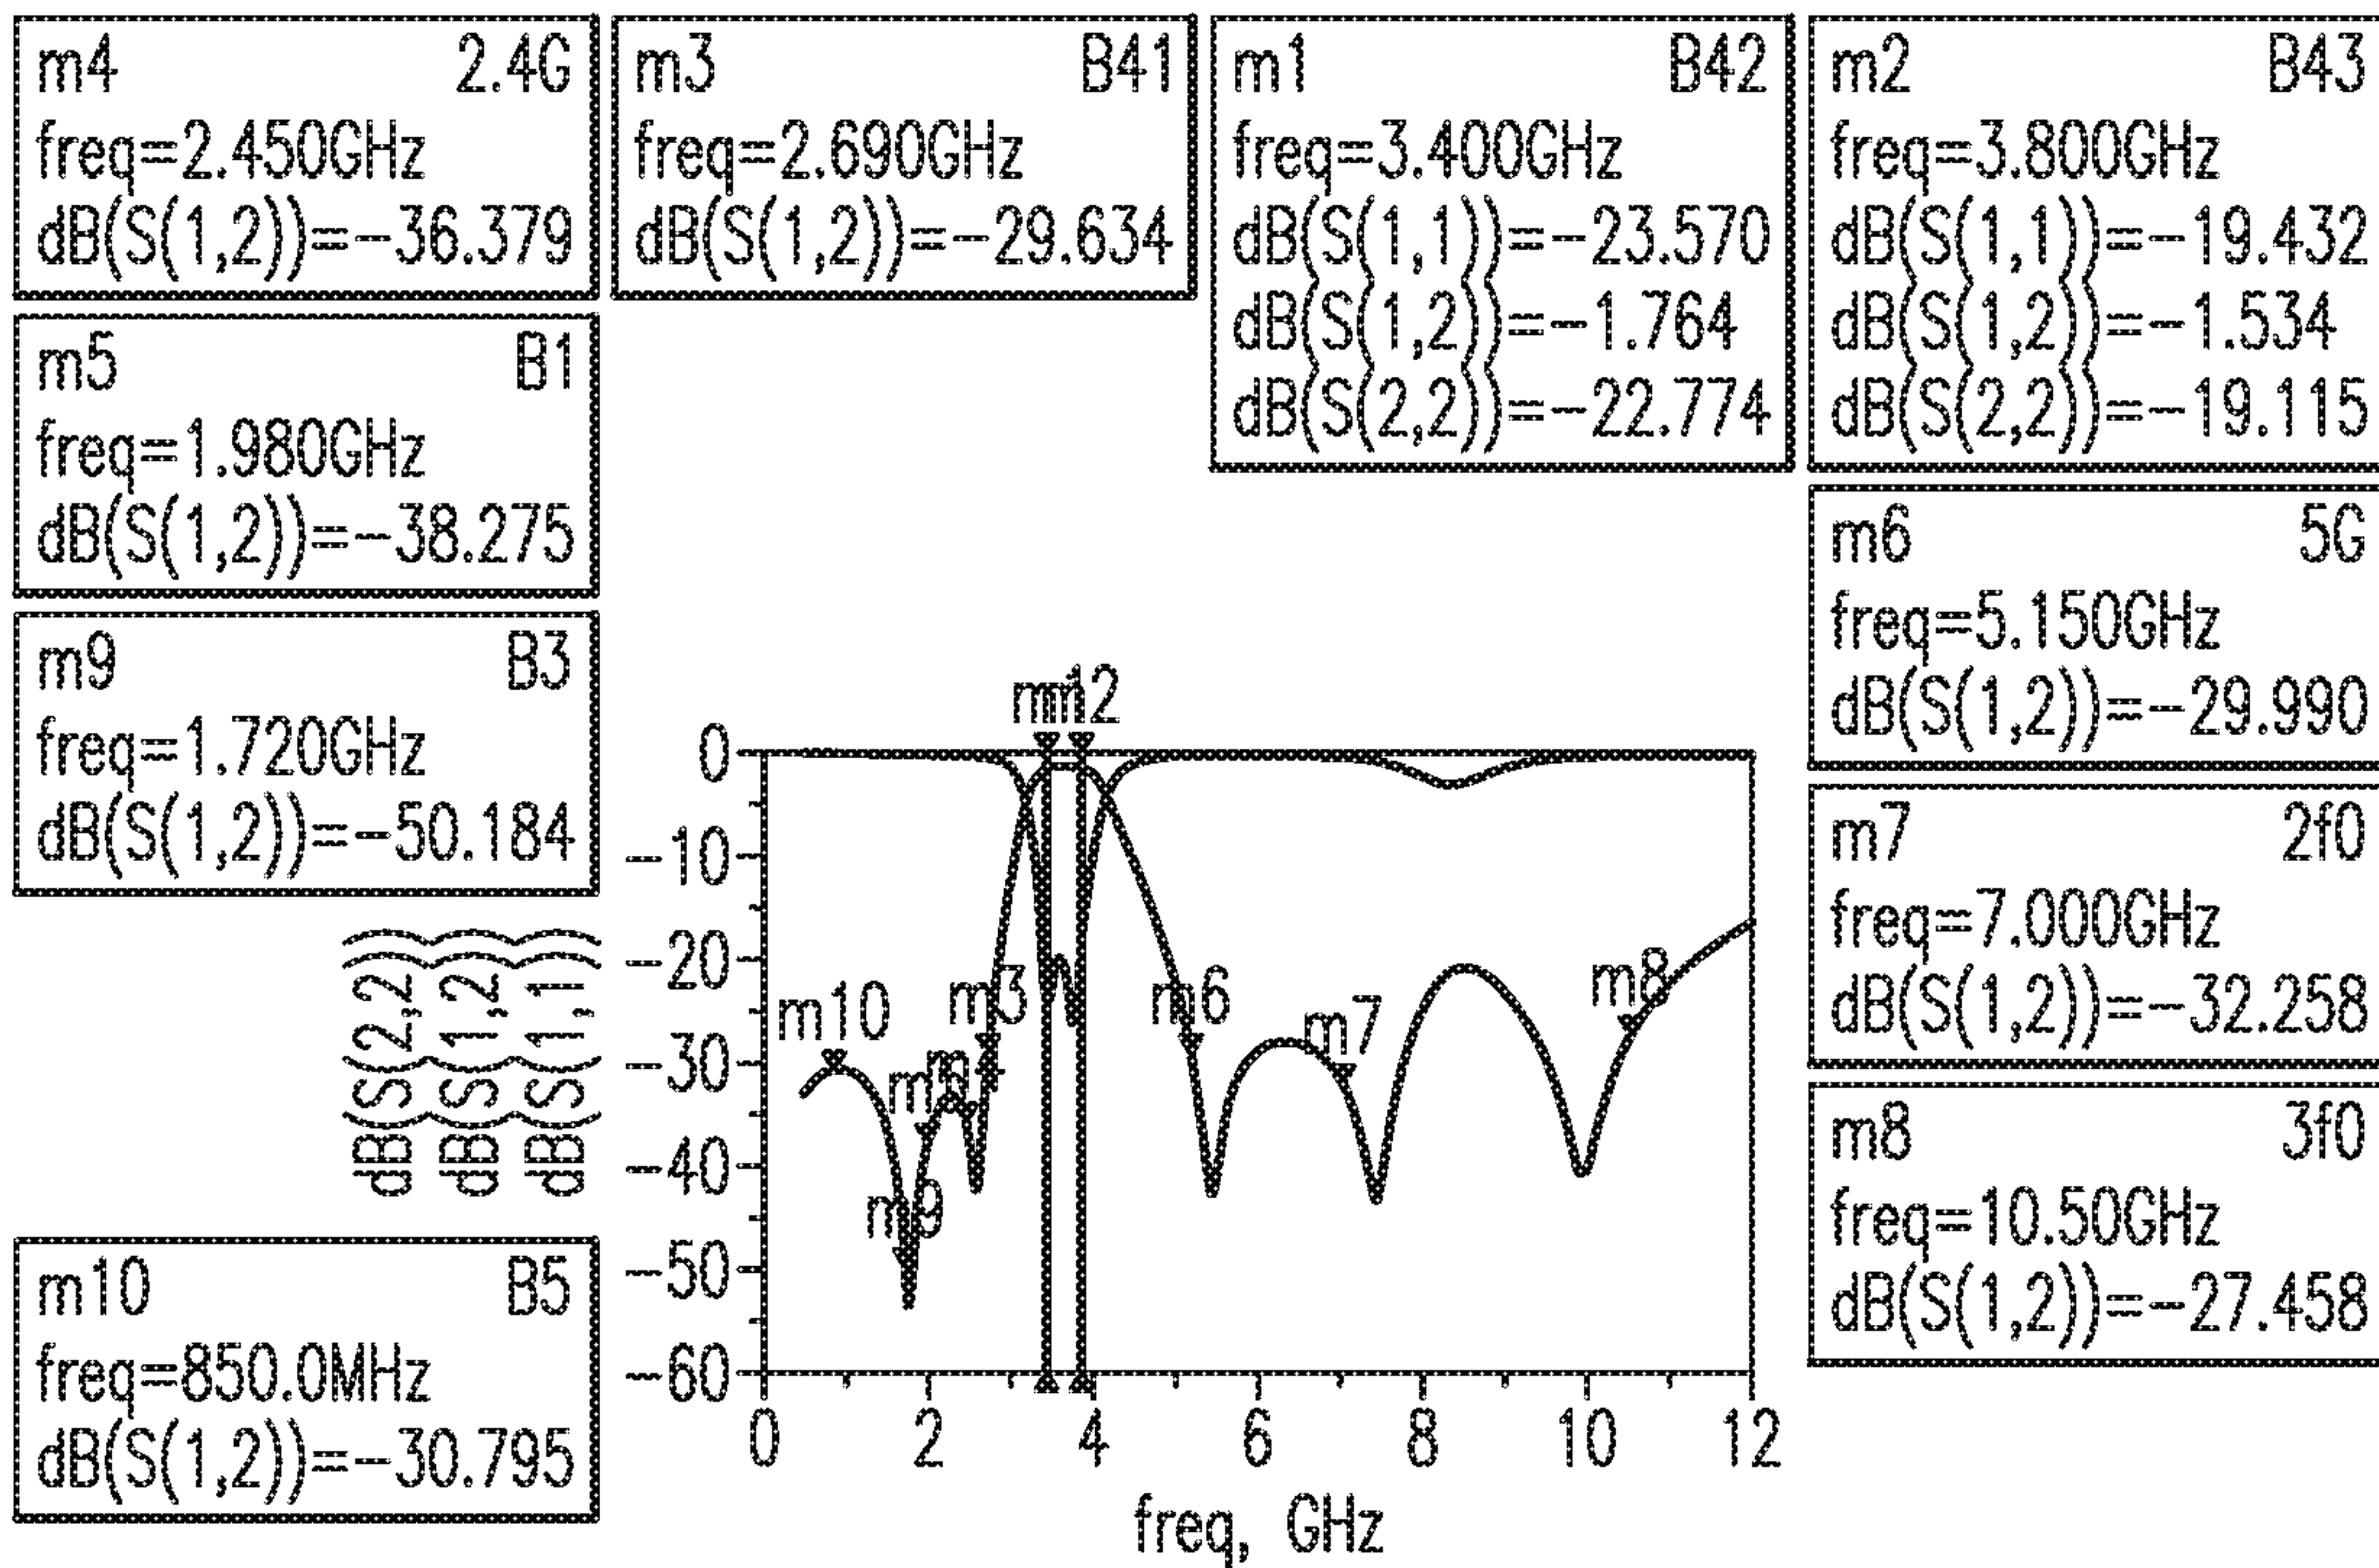 m4 2.4G
freq=2.450GHz
dB(S(1,2))=-36.379
m3 B41
freq=2.690GHz
dB(S(1,2))=-29.634
m1 B42
freq=3.400GHz
dB(S(1,1))=-23.570
dB(S(1,2))=-1.764
dB(S(2,2))=-22.774
m2 B43
freq=3.800GHz
dB(S(1,1))=-19.432
dB(S(1,2))=-1.534
dB(S(2,2))=-19.115
m5 B1
freq=1.980GHz
dB(S(1,2))=-38.275
m6 5G
freq=5.150GHz
dB(S(1,2))=-29.990
m9 B3
freq=1.720GHz
dB(S(1,2))=-50.184
m7 2f0
freq=7.000GHz
dB(S(1,2))=-32.258
m8 3f0
freq=10.50GHz
dB(S(1,2))=-27.458
m10 B5
freq=850.0MHz
dB(S(1,2))=-30.795
dB(S(2,2))
dB(S(1,2))
dB(S(1,1))
0
-10
-20
-30
-40
-50
-60
m10
m3
m6
m7
m8
m9
0 2 4 6 8 10 12
freq, GHz